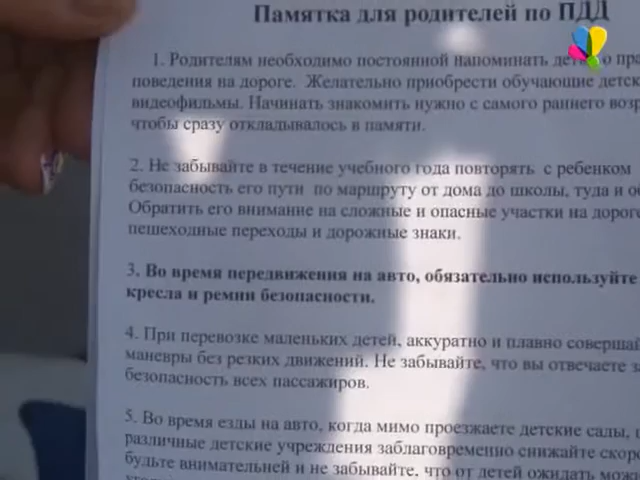 Памятка для родителей по ПДД
1. Родителям необходимо постоянной напоминать
поведения на дороге. Желательно приобрести обучающие
видеофильмы. Начинать знакомить нужно с самого раннего
чтобы сразу откладывалось в памяти.
2. Не забывайте в течение учебного года повторять с ребенком
безопасность его пути по маршруту от дома до школы, туда и
Обратить его внимание на сложные и опасные участки на
пешеходные переходы и дорожные знаки.
3. Во время передвижения на авто, обязательно используйте
кресла и ремни безопасности.
4. При перевозке маленьких детей, аккуратно и плавно
маневры без резких движений. Не забывайте, что вы отвечаете
безопасность всех пассажиров.
5. Во время езды на авто, когда мимо проезжаете детские сады,
различные детские учреждения заблаговременно снижайте
будьте внимательней и не забывайте, что от детей ожидать